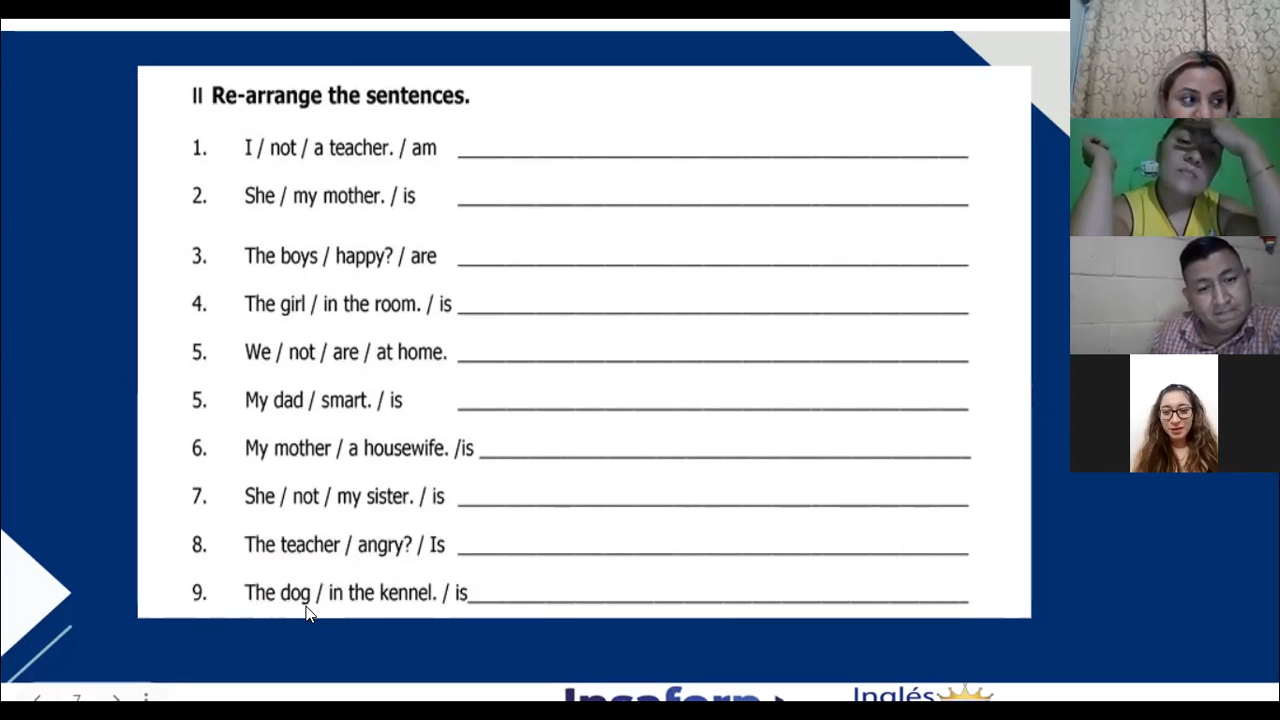 II Re-arrange the sentences.
1. I / not / a teacher. / am
2. She / my mother. / is
3. The boys / happy? / are
4. The girl / in the room. / is
5. We / not / are / at home.
5. My dad / smart. / is
6. My mother / a housewife. /is
7. She / not / my sister. / is
8. The teacher / angry? / Is
9. The dog / in the kennel. / is
7
Insaforp Inglés